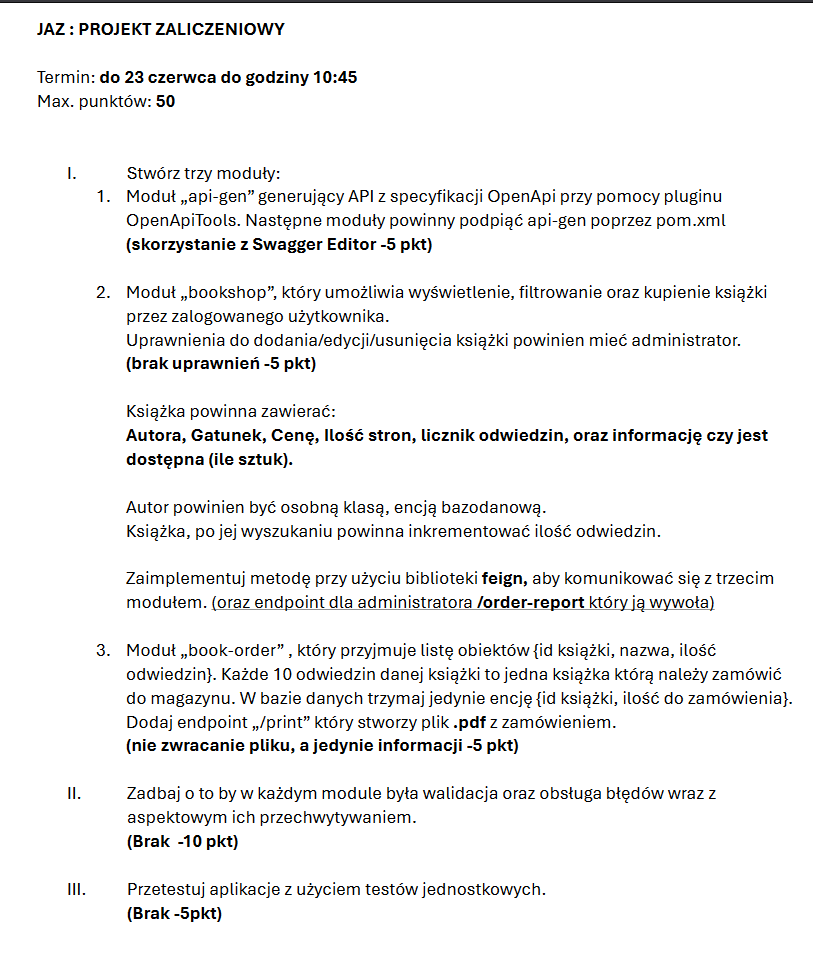 JAZ : PROJEKT ZALICZENIOWY
Termin: do 23 czerwca do godziny 10:45
Max. punktów: 50
I. Stwórz trzy moduły:
1. Moduł „api-gen” generujący API z specyfikacji OpenApi przy pomocy pluginu
OpenApiTools. Następne moduły powinny podpiąć api-gen poprzez pom.xml
(skorzystanie z Swagger Editor -5 pkt)
2. Moduł „bookshop”, który umożliwia wyświetlenie, filtrowanie oraz kupienie książki
przez zalogowanego użytkownika.
Uprawnienia do dodania/edycji/usunięcia książki powinien mieć administrator.
(brak uprawnień -5 pkt)
Książka powinna zawierać:
Autora, Gatunek, Cenę, Ilość stron, licznik odwiedzin, oraz informację czy jest
dostępna (ile sztuk).
Autor powinien być osobną klasą, encją bazodanową.
Książka, po jej wyszukaniu powinna inkrementować ilość odwiedzin.
Zaimplementuj metodę przy użyciu biblioteki feign, aby komunikować się z trzecim
modułem. (oraz endpoint dla administratora /order-report który ją wywoła)
3. Moduł „book-order” , który przyjmuje listę obiektów {id książki, nazwa, ilość
odwiedzin}. Każde 10 odwiedzin danej książki to jedna książka którą należy zamówić
do magazynu. W bazie danych trzymaj jedynie encję {id książki, ilość do zamówienia}.
Dodaj endpoint „/print” który stworzy plik .pdf z zamówieniem.
(nie zwracanie pliku, a jedynie informacji -5 pkt)
II. Zadbaj o to by w każdym module była walidacja oraz obsługa błędów wraz z
aspektowym ich przechwytywaniem.
(Brak  -10 pkt)
III. Przetestuj aplikacje z użyciem testów jednostkowych.
(Brak -5pkt)